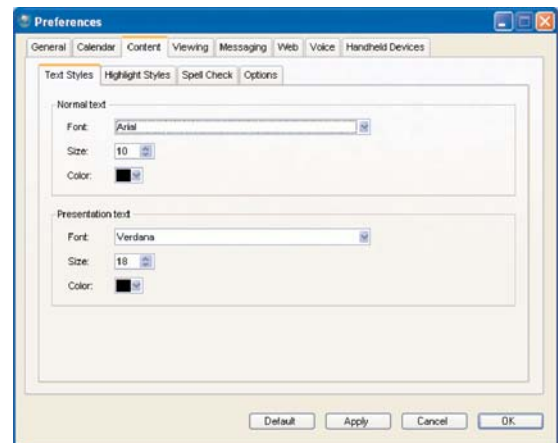 Preferences
General Calendar Content Viewing Messaging Web Voice Handheld Devices
Text Styles Highlight Styles Spell Check Options
Normal text
Font: Arial
Size: 10
Color:
Presentation text
Font: Verdana
Size: 18
Color:
Default Apply Cancel OK